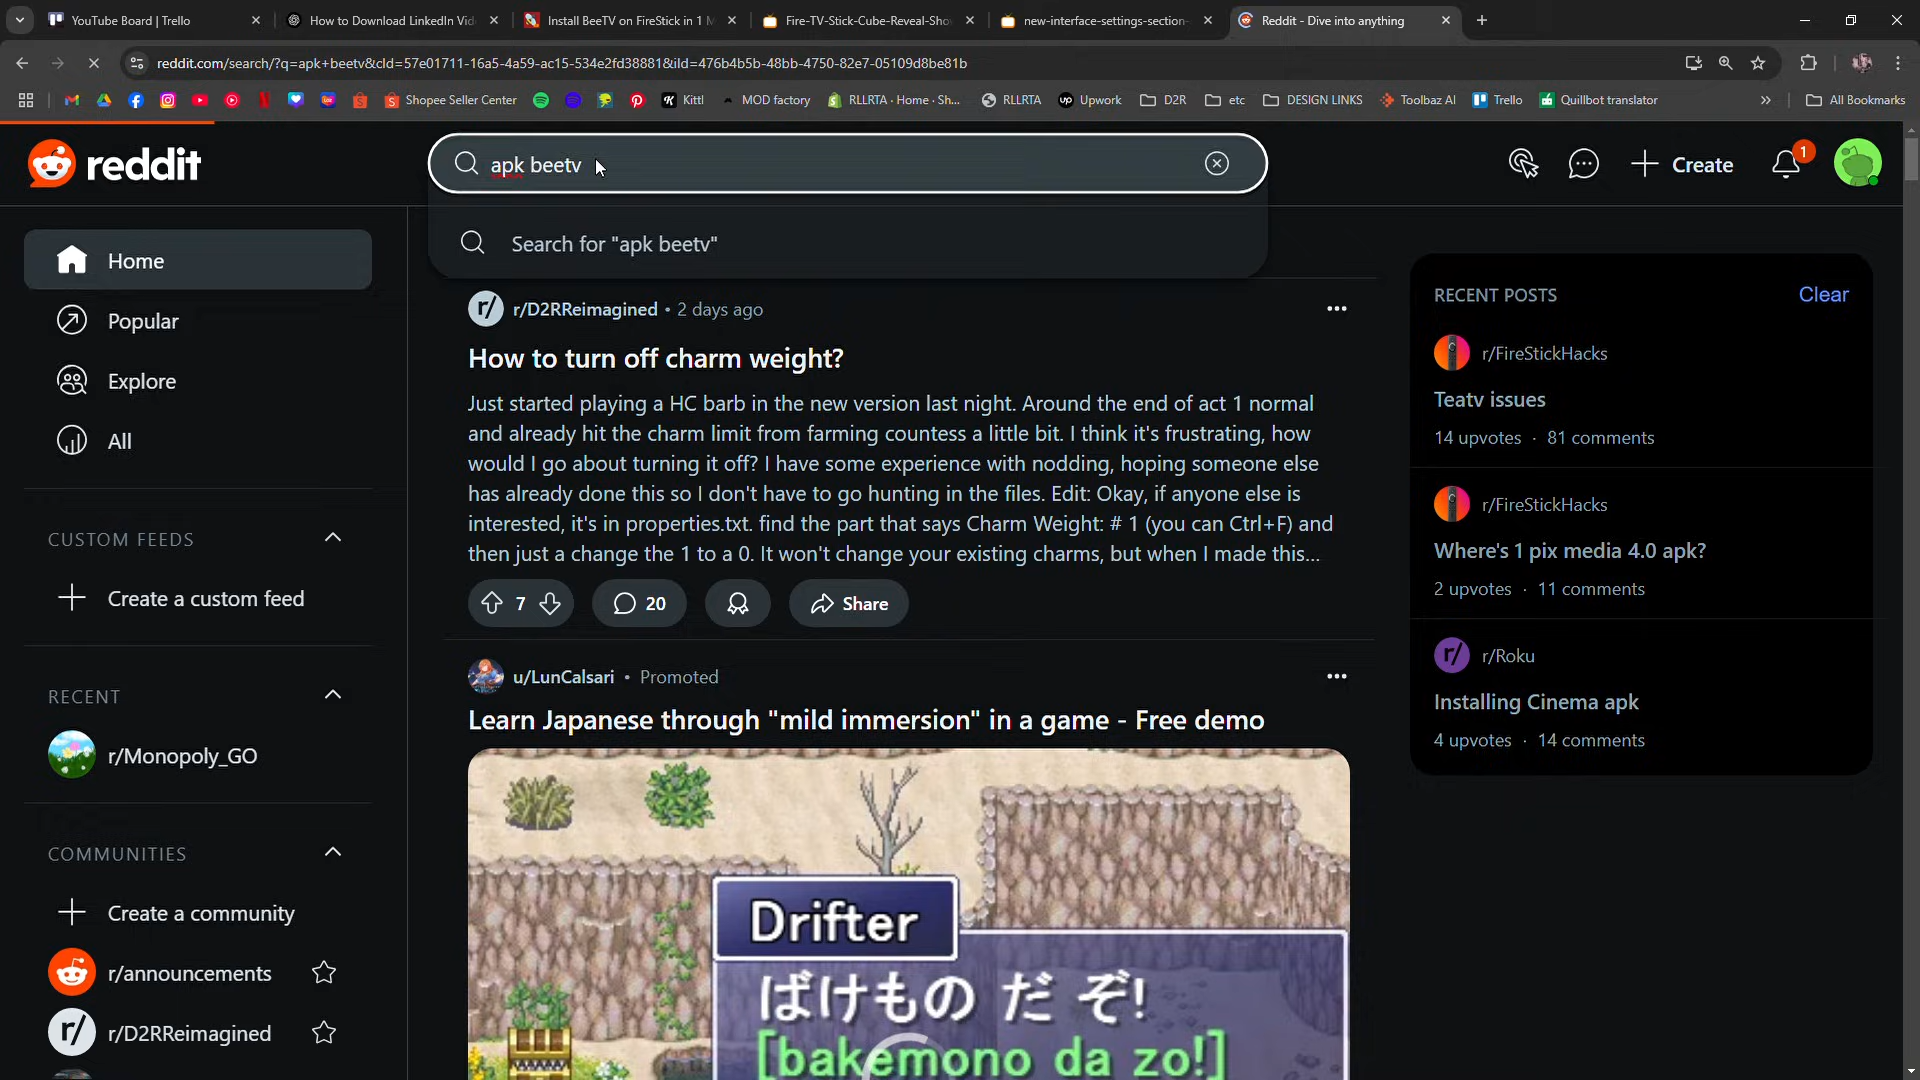 YouTube Board | Trello
How to Download LinkedIn Vid
Install BeeTV on FireStick in 1 M
Fire-TV-Stick-Cube-Reveal-Sho
new-interface-settings-section-
Reddit - Dive into anything
reddit.com/search/?q=apk+beetv&cId=57e01711-16a5-4a59-ac15-534e2fd38881&iId=476b4b5b-48bb-4750-82e7-05109d8be81b
Shopee Seller Center
Kittl
MOD factory
RLLRTA - Home · Sh...
RLLRTA
Upwork
D2R
etc
DESIGN LINKS
Toolbaz AI
Trello
Quillbot translator
All Bookmarks
reddit
apk beetv
Create
1
Search for "apk beetv"
Home
Popular
Explore
All
CUSTOM FEEDS
Create a custom feed
RECENT
r/Monopoly_GO
COMMUNITIES
Create a community
r/announcements
r/D2RReimagined
r/D2RReimagined • 2 days ago
How to turn off charm weight?
Just started playing a HC barb in the new version last night. Around the end of act 1 normal
and already hit the charm limit from farming countess a little bit. I think it's frustrating, how
would I go about turning it off? I have some experience with nodding, hoping someone else
has already done this so I don't have to go hunting in the files. Edit: Okay, if anyone else is
interested, it's in properties.txt. find the part that says Charm Weight: # 1 (you can Ctrl+F) and
then just a change the 1 to a 0. It won't change your existing charms, but when I made this...
7
20
Share
u/LunCalsari • Promoted
Learn Japanese through "mild immersion" in a game - Free demo
Drifter
ばけもの だ ぞ!
[bakemono da zo!]
RECENT POSTS
Clear
r/FireStickHacks
Teatv issues
14 upvotes · 81 comments
r/FireStickHacks
Where's 1 pix media 4.0 apk?
2 upvotes · 11 comments
r/Roku
Installing Cinema apk
4 upvotes · 14 comments